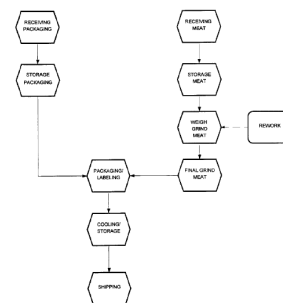 RECEIVING
PACKAGING
RECEIVING
MEAT
STORAGE
PACKAGING
STORAGE
MEAT
WEIGH
GRIND
MEAT
REWORK
PACKAGING/
LABELING
FINAL GRIND
MEAT
COOLING/
STORAGE
SHIPPING